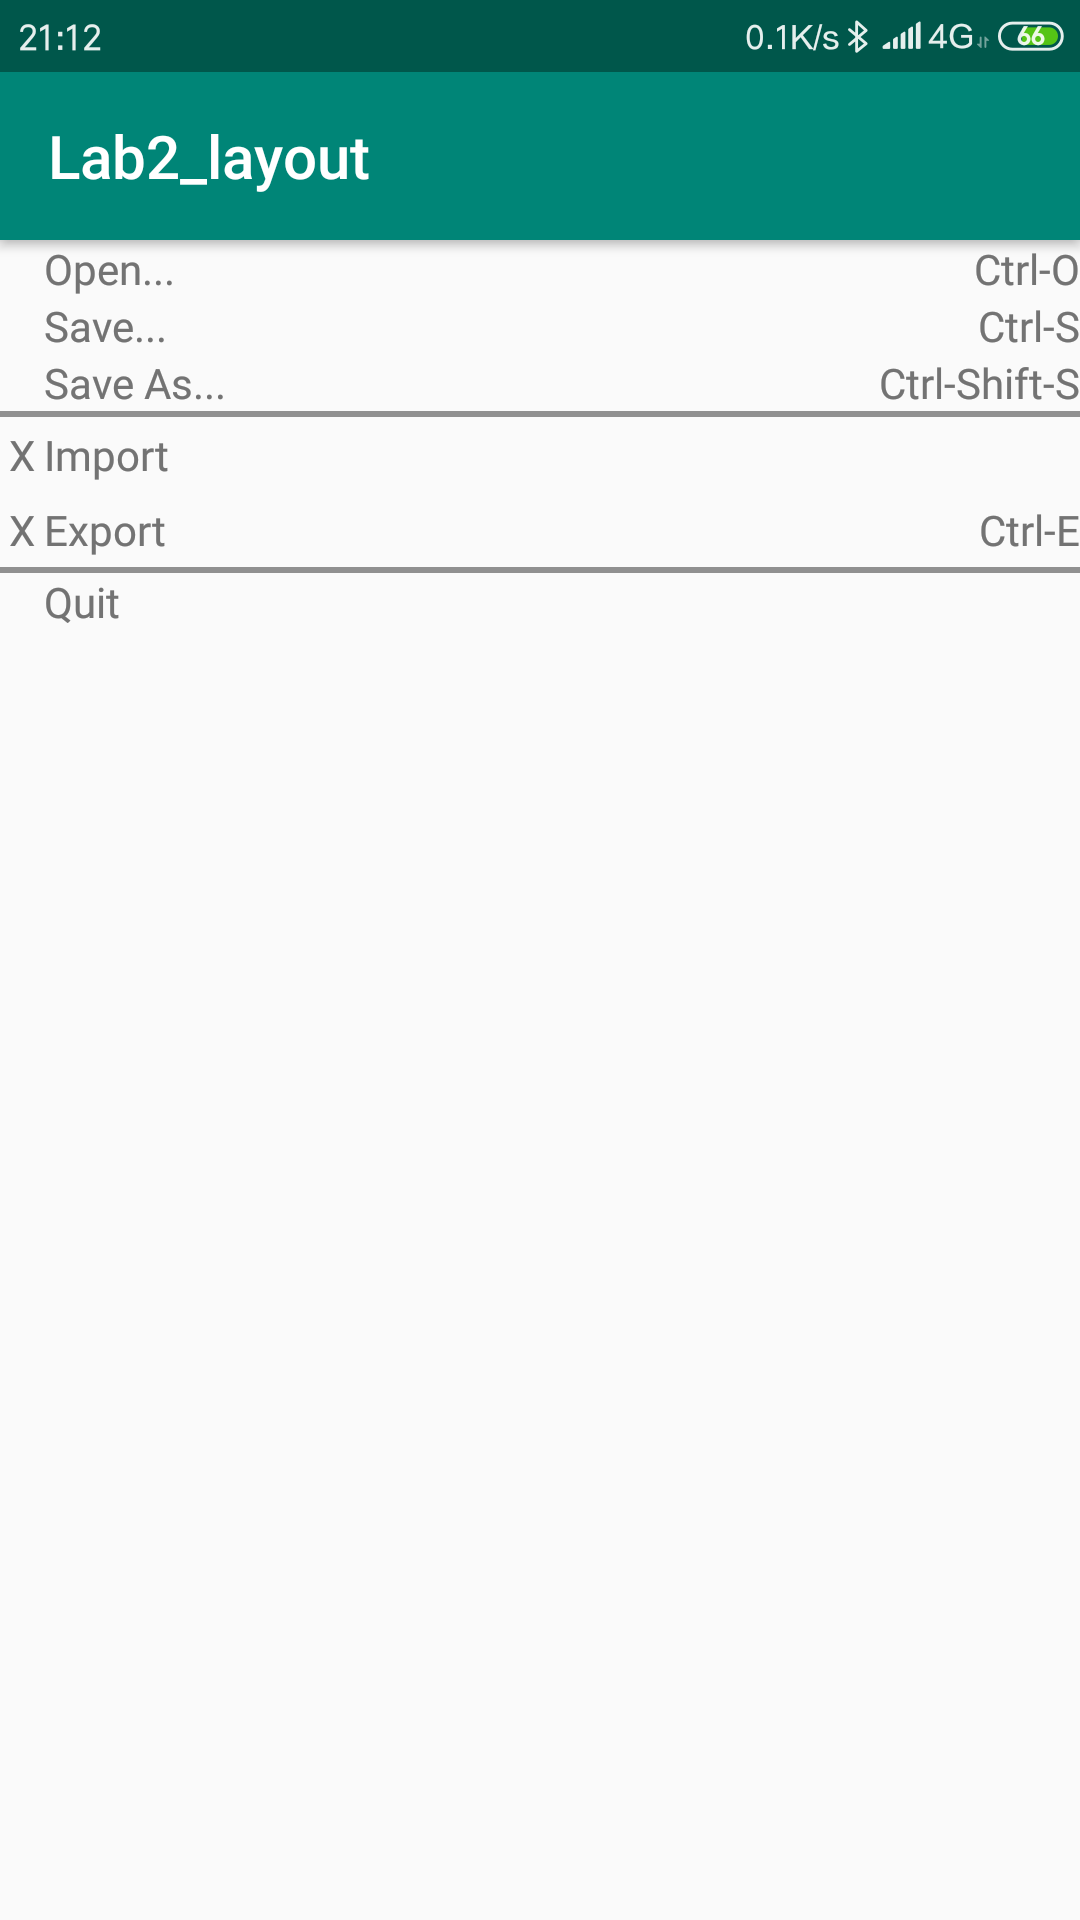 21:12 0.1K/s 4G 66
Lab2_layout
Open... Ctrl-O
Save... Ctrl-S
Save As... Ctrl-Shift-S
X Import
X Export Ctrl-E
Quit